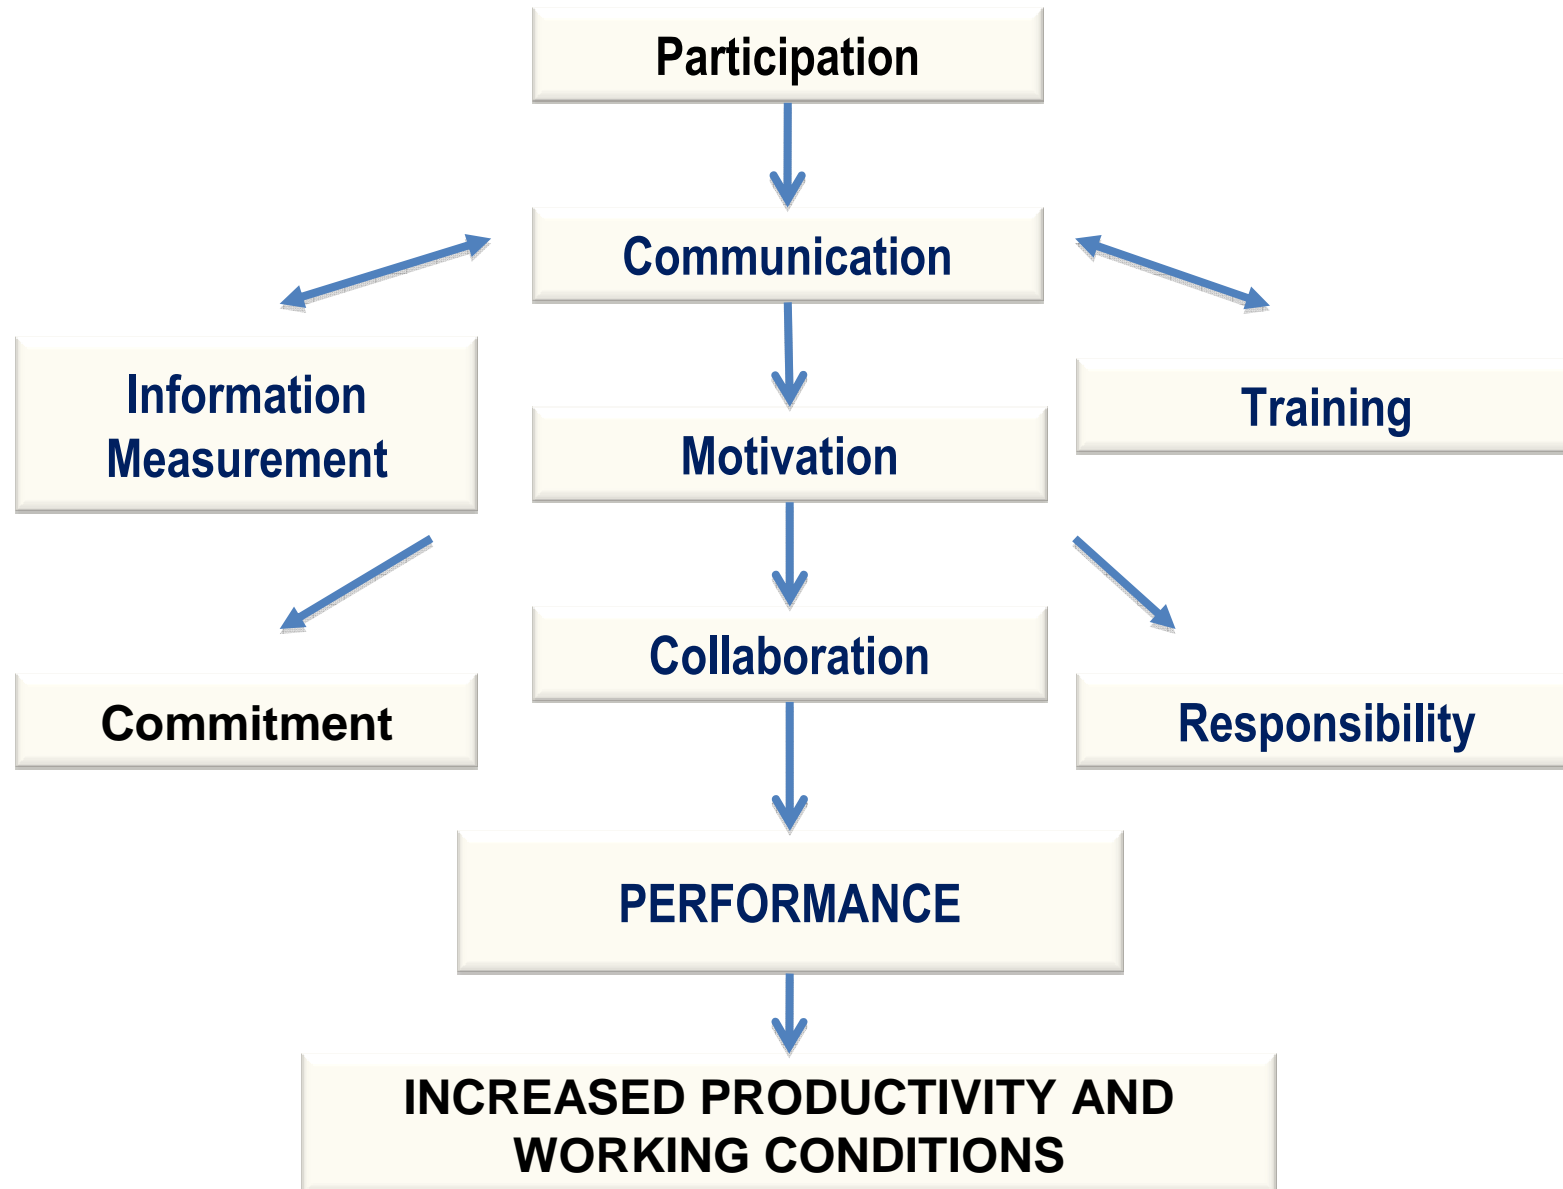 Participation
Communication
Information
Measurement
Training
Motivation
Collaboration
Commitment
Responsibility
PERFORMANCE
INCREASED PRODUCTIVITY AND
WORKING CONDITIONS